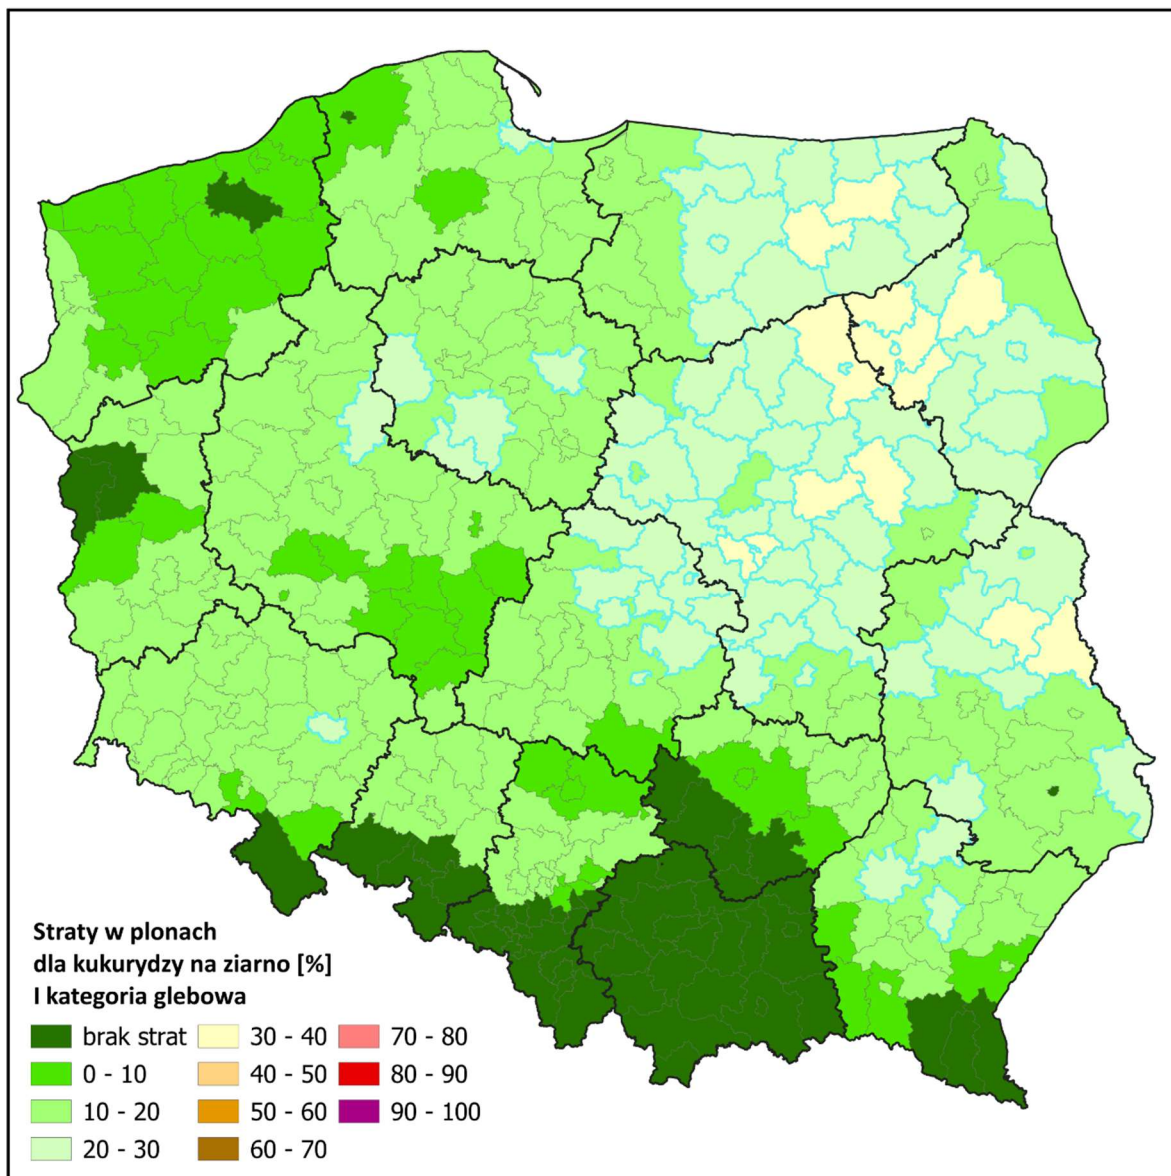 Straty w plonach
dla kukurydzy na ziarno [%]
I kategoria glebowa
brak strat
0 - 10
10 - 20
20 - 30
30 - 40
40 - 50
50 - 60
60 - 70
70 - 80
80 - 90
90 - 100